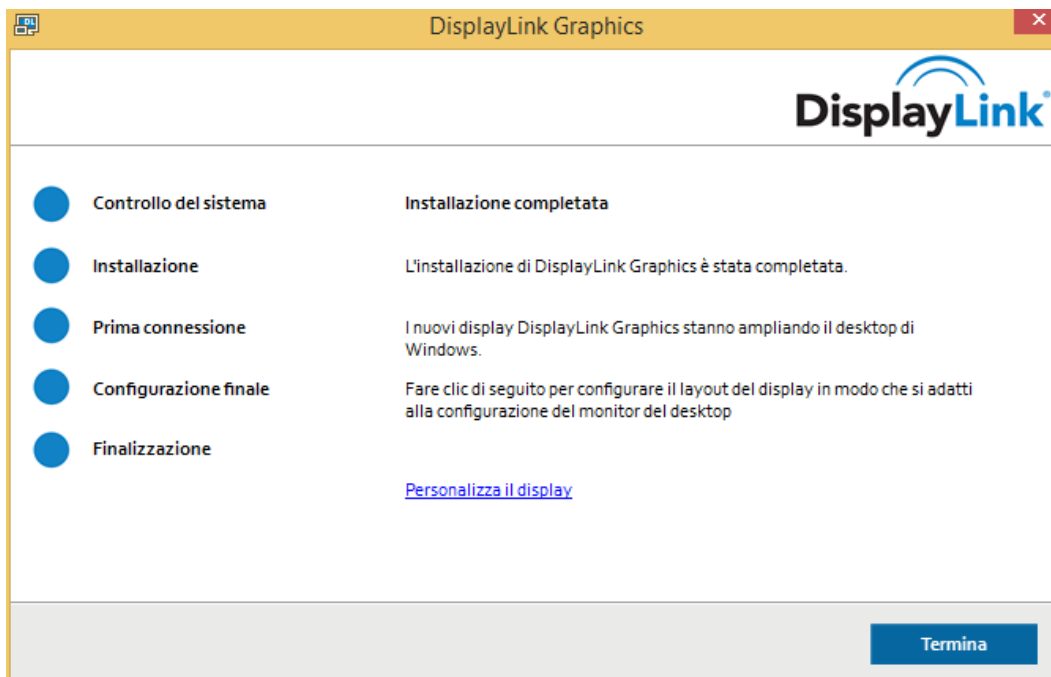 DL
DisplayLink Graphics
DisplayLink®
Controllo del sistema
Installazione completata
Installazione
L'installazione di DisplayLink Graphics è stata completata.
Prima connessione
I nuovi display DisplayLink Graphics stanno ampliando il desktop di
Windows.
Configurazione finale
Fare clic di seguito per configurare il layout del display in modo che si adatti
alla configurazione del monitor del desktop
Finalizzazione
Personalizza il display
Termina